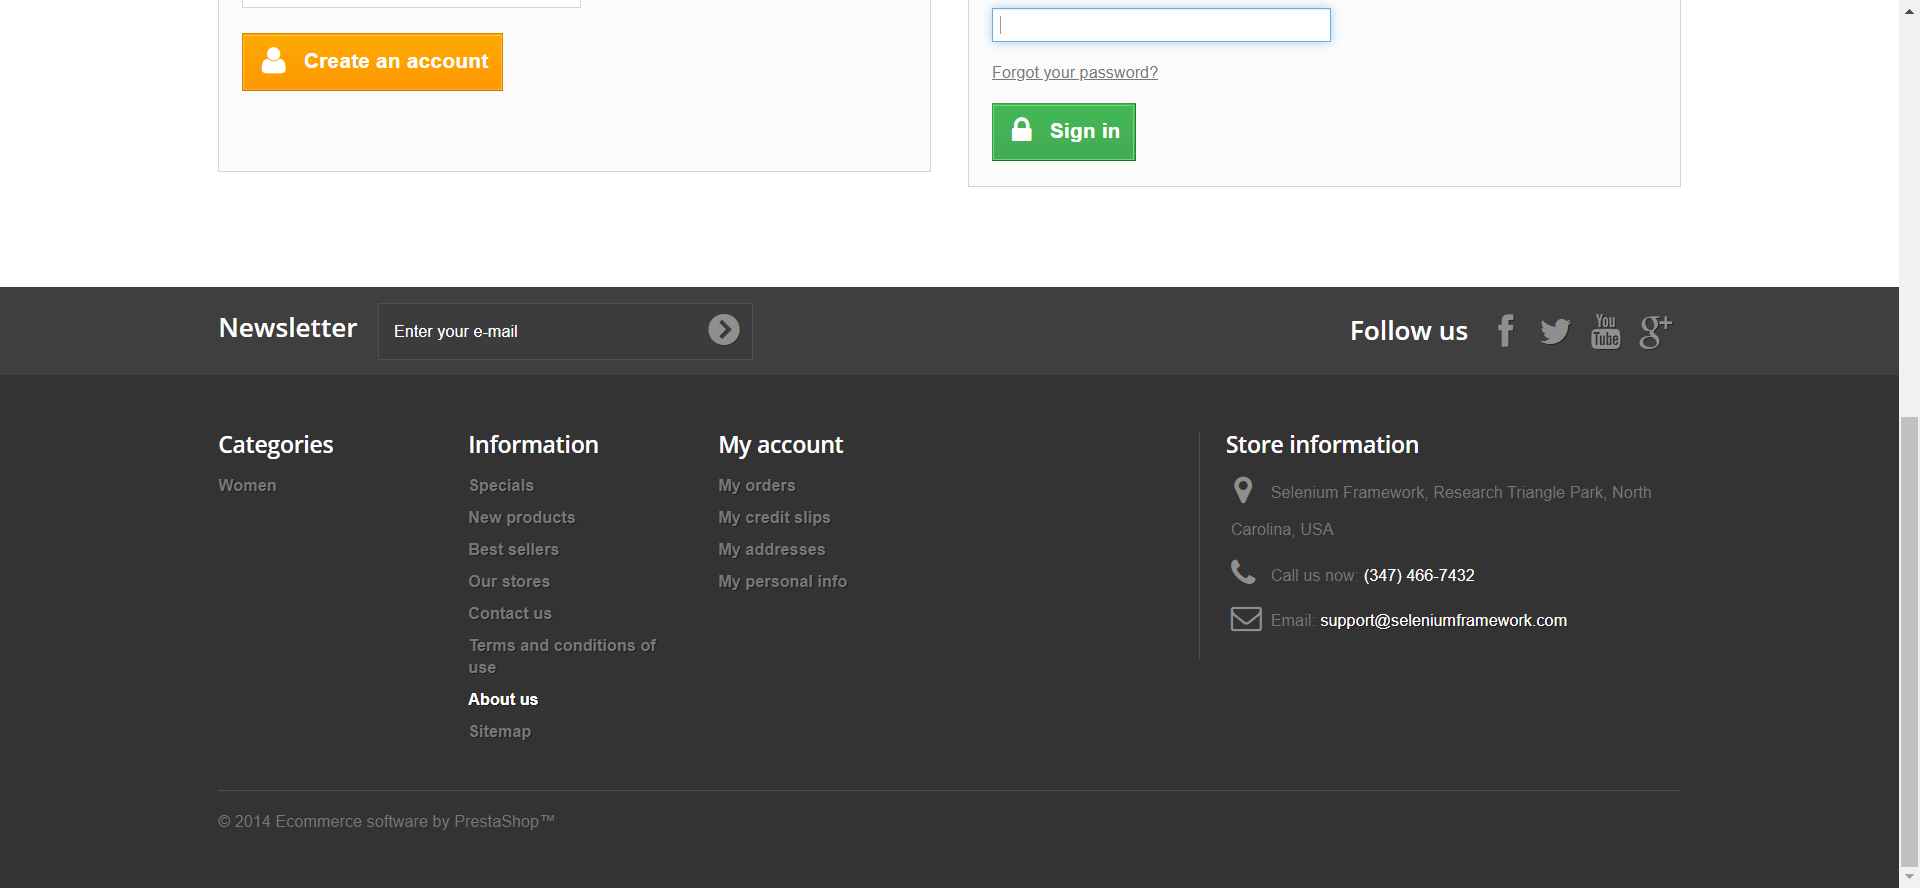 Create an account
Forgot your password?
Sign in
Newsletter
Enter your e-mail
Follow us
You
Tube
g+
Categories
Women
Information
Specials
New products
Best sellers
Our stores
Contact us
Terms and conditions of
use
About us
Sitemap
My account
My orders
My credit slips
My addresses
My personal info
Store information
Selenium Framework, Research Triangle Park, North
Carolina, USA
Call us now: (347) 466-7432
Email: support@seleniumframework.com
© 2014 Ecommerce software by PrestaShop™